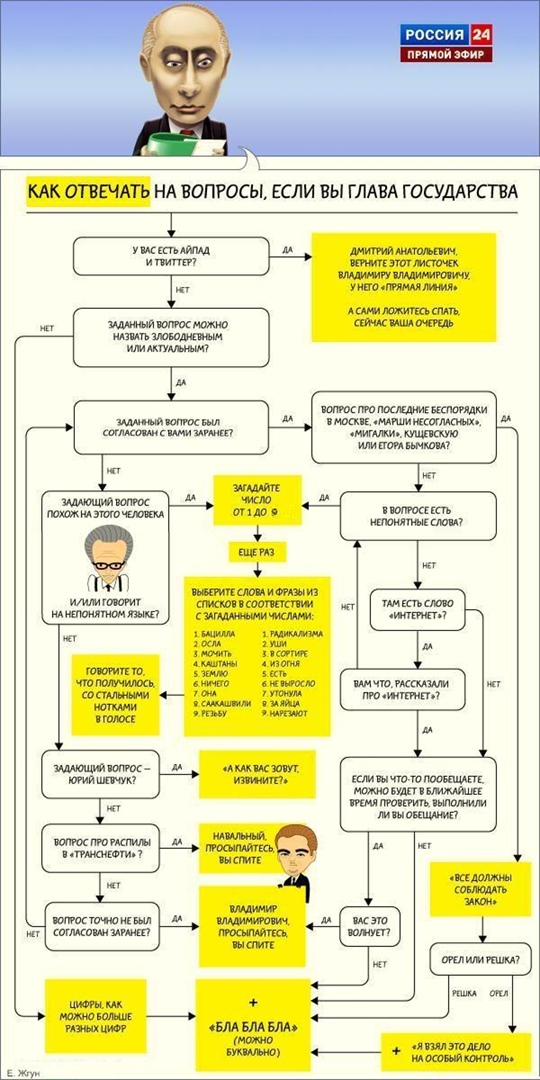 РОССИЯ 24
ПРЯМОЙ ЭФИР
КАК ОТВЕЧАТЬ НА ВОПРОСЫ, ЕСЛИ ВЫ ГЛАВА ГОСУДАРСТВА
У ВАС ЕСТЬ АЙПАД
И ТВИТТЕР?
ДА
ДМИТРИЙ АНАТОЛЬЕВИЧ,
ВЕРНИТЕ ЭТОТ ЛИСТОЧЕК
ВЛАДИМИРУ ВЛАДИМИРОВИЧУ,
У НЕГО «ПРЯМАЯ ЛИНИЯ»
А САМИ ЛОЖИТЕСЬ СПАТЬ,
СЕЙЧАС ВАША ОЧЕРЕДЬ
НЕТ
ЗАДАННЫЙ ВОПРОС МОЖНО
НАЗВАТЬ ЗЛОБОДНЕВНЫМ
ИЛИ АКТУАЛЬНЫМ?
НЕТ
ДА
ЗАДАННЫЙ ВОПРОС БЫЛ
СОГЛАСОВАН С ВАМИ ЗАРАНЕЕ?
ДА
ВОПРОС ПРО ПОСЛЕДНИЕ БЕСПОРЯДКИ
В МОСКВЕ, «МАРШИ НЕСОГЛАСНЫХ»,
«МИГАЛКИ», КУЩЕВСКУЮ
ИЛИ ЕГОРА БЫЧКОВА?
ДА
НЕТ
НЕТ
ЗАДАЮЩИЙ ВОПРОС
ПОХОЖ НА ЭТОГО ЧЕЛОВЕКА
И/ИЛИ ГОВОРИТ
НА НЕПОНЯТНОМ ЯЗЫКЕ?
ДА
ЗАГАДАЙТЕ
ЧИСЛО
ОТ 1 ДО 9
ДА
В ВОПРОСЕ ЕСТЬ
НЕПОНЯТНЫЕ СЛОВА?
ЕЩЕ РАЗ
НЕТ
ВЫБЕРИТЕ СЛОВА И ФРАЗЫ ИЗ
СПИСКОВ В СООТВЕТСТВИИ
С ЗАГАДАННЫМИ ЧИСЛАМИ:
1. БАЦИЛЛА
2. ОСЛА
3. МОЧИТЬ
4. КАШТАНЫ
5. ЗЕМЛЮ
6. НИЧЕГО
7. ОНА
8. СААКАШВИЛИ
9. РЕЗЬБУ
1. РАДИКАЛИЗМА
2. УШИ
3. В СОРТИРЕ
4. ИЗ ОГНЯ
5. ЕСТЬ
6. НЕ ВЫРОСЛО
7. УТОНУЛА
8. ЗА ЯЙЦА
9. НАРЕЗАЮТ
ТАМ ЕСТЬ СЛОВО
«ИНТЕРНЕТ»?
НЕТ
ДА
НЕТ
ВАМ ЧТО, РАССКАЗАЛИ
ПРО «ИНТЕРНЕТ»?
ДА
НЕТ
ГОВОРИТЕ ТО,
ЧТО ПОЛУЧИЛОСЬ,
СО СТАЛЬНЫМИ
НОТКАМИ
В ГОЛОСЕ
ЗАДАЮЩИЙ ВОПРОС –
ЮРИЙ ШЕВЧУК?
ДА
«А КАК ВАС ЗОВУТ,
ИЗВИНИТЕ?»
ЕСЛИ ВЫ ЧТО-ТО ПООБЕЩАЕТЕ,
МОЖНО БУДЕТ В БЛИЖАЙШЕЕ
ВРЕМЯ ПРОВЕРИТЬ, ВЫПОЛНИЛИ
ЛИ ВЫ ОБЕЩАНИЕ?
НЕТ
ВОПРОС ПРО РАСПИЛЫ
В «ТРАНСНЕФТИ» ?
ДА
НАВАЛЬНЫЙ,
ПРОСЫПАЙТЕСЬ,
ВЫ СПИТЕ
ДА
НЕТ
НЕТ
«ВСЕ ДОЛЖНЫ
СОБЛЮДАТЬ
ЗАКОН»
ВОПРОС ТОЧНО НЕ БЫЛ
СОГЛАСОВАН ЗАРАНЕЕ?
НЕТ
ДА
ВЛАДИМИР
ВЛАДИМИРОВИЧ,
ПРОСЫПАЙТЕСЬ,
ВЫ СПИТЕ
ДА
ВАС ЭТО
ВОЛНУЕТ?
НЕТ
ОРЕЛ ИЛИ РЕШКА?
РЕШКА
ОРЕЛ
ЦИФРЫ, КАК
МОЖНО БОЛЬШЕ
РАЗНЫХ ЦИФР
+
«БЛА БЛА БЛА»
(МОЖНО
БУКВАЛЬНО)
+ «Я ВЗЯЛ ЭТО ДЕЛО
НА ОСОБЫЙ КОНТРОЛЬ»
Е. Жгун